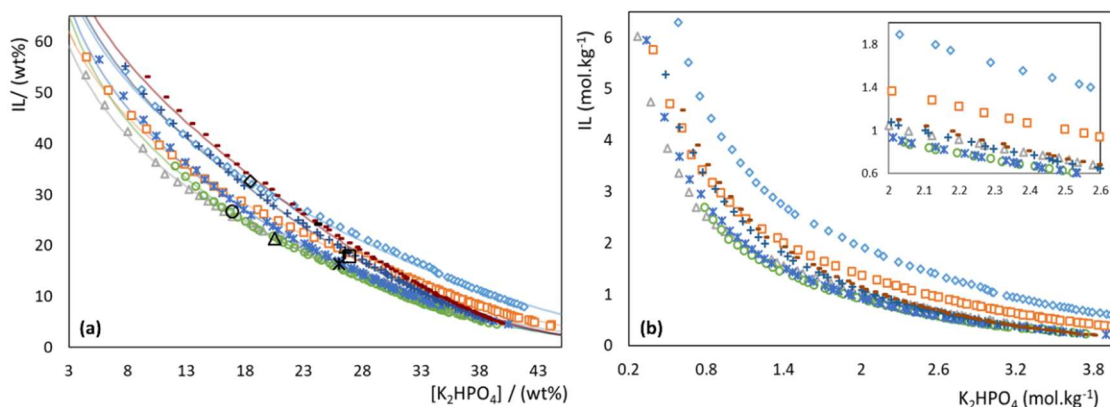 IL/ (wt%)
60
50
40
30
20
10
0
(a)
3 8 13 18 23 28 33 38 43
[K₂HPO₄] / (wt%)
IL (mol.kg⁻¹)
6
5
4
3
2
1
0
(b)
0.2 0.8 1.4 2 2.6 3.2 3.8
K₂HPO₄ (mol.kg⁻¹)
1.8
1.4
1
0.6
2 2.1 2.2 2.3 2.4 2.5 2.6